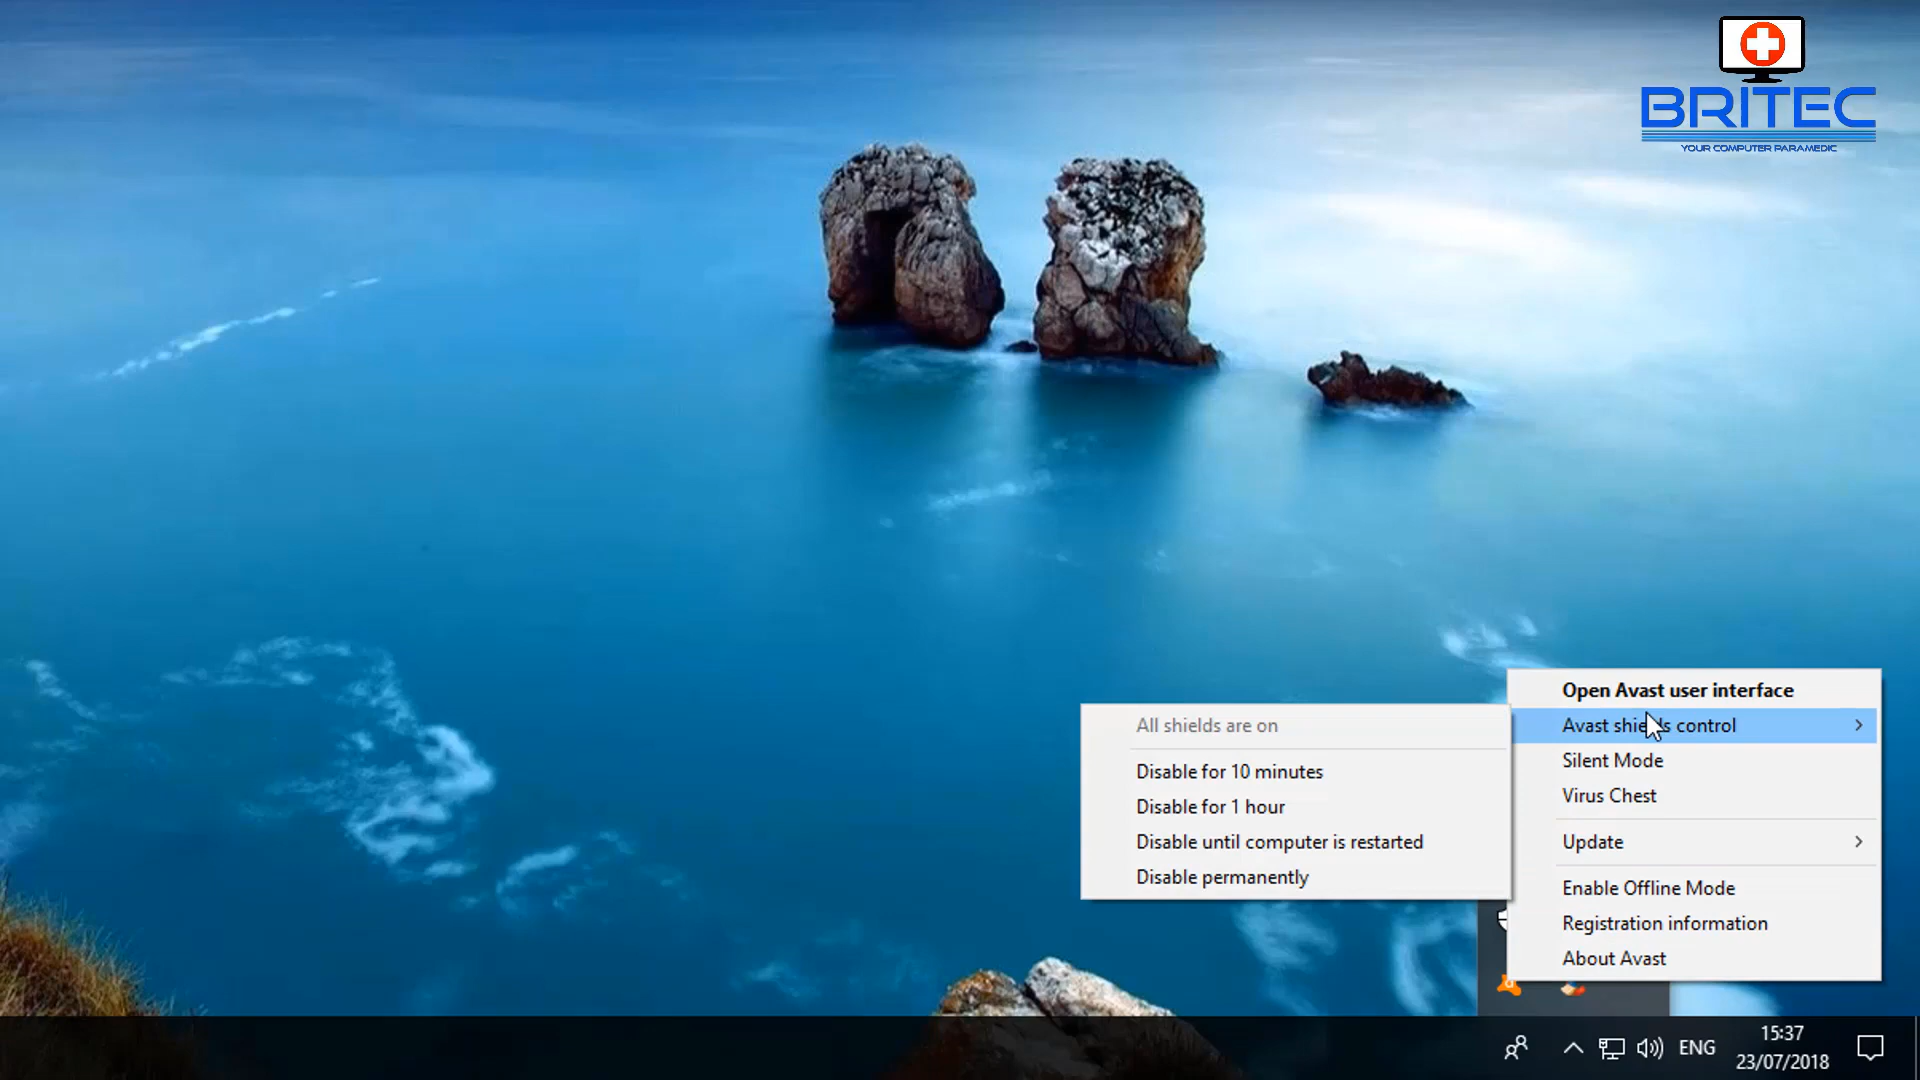 BRITEC
YOUR COMPUTER PARAMEDIC
Open Avast user interface
Avast shields control
Silent Mode
Virus Chest
Update
Enable Offline Mode
Registration information
About Avast
All shields are on
Disable for 10 minutes
Disable for 1 hour
Disable until computer is restarted
Disable permanently
ENG
15:37
23/07/2018